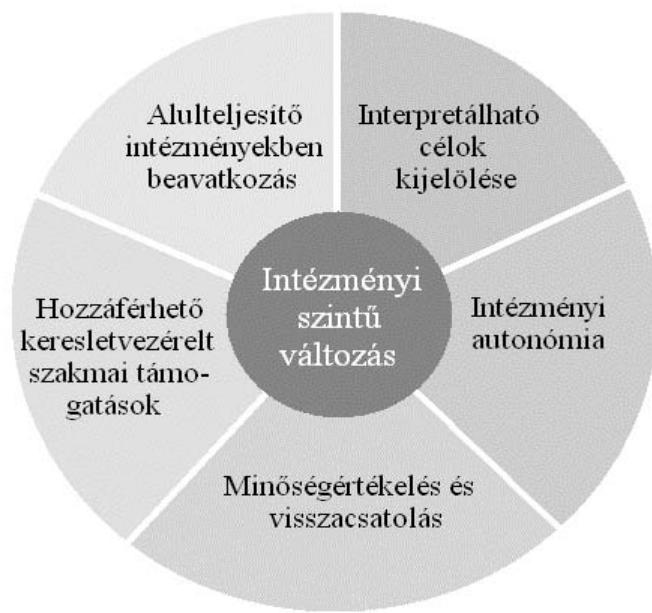 Alulteljesítő
intézményekben
beavatkozás
Interpretálható
célok
kijelölése
Intézményi
szintű
változás
Hozzáférhető
keresletvezérelt
szakmai támo-
gatások
Intézményi
autonómia
Minőségértékelés és
visszacsatolás